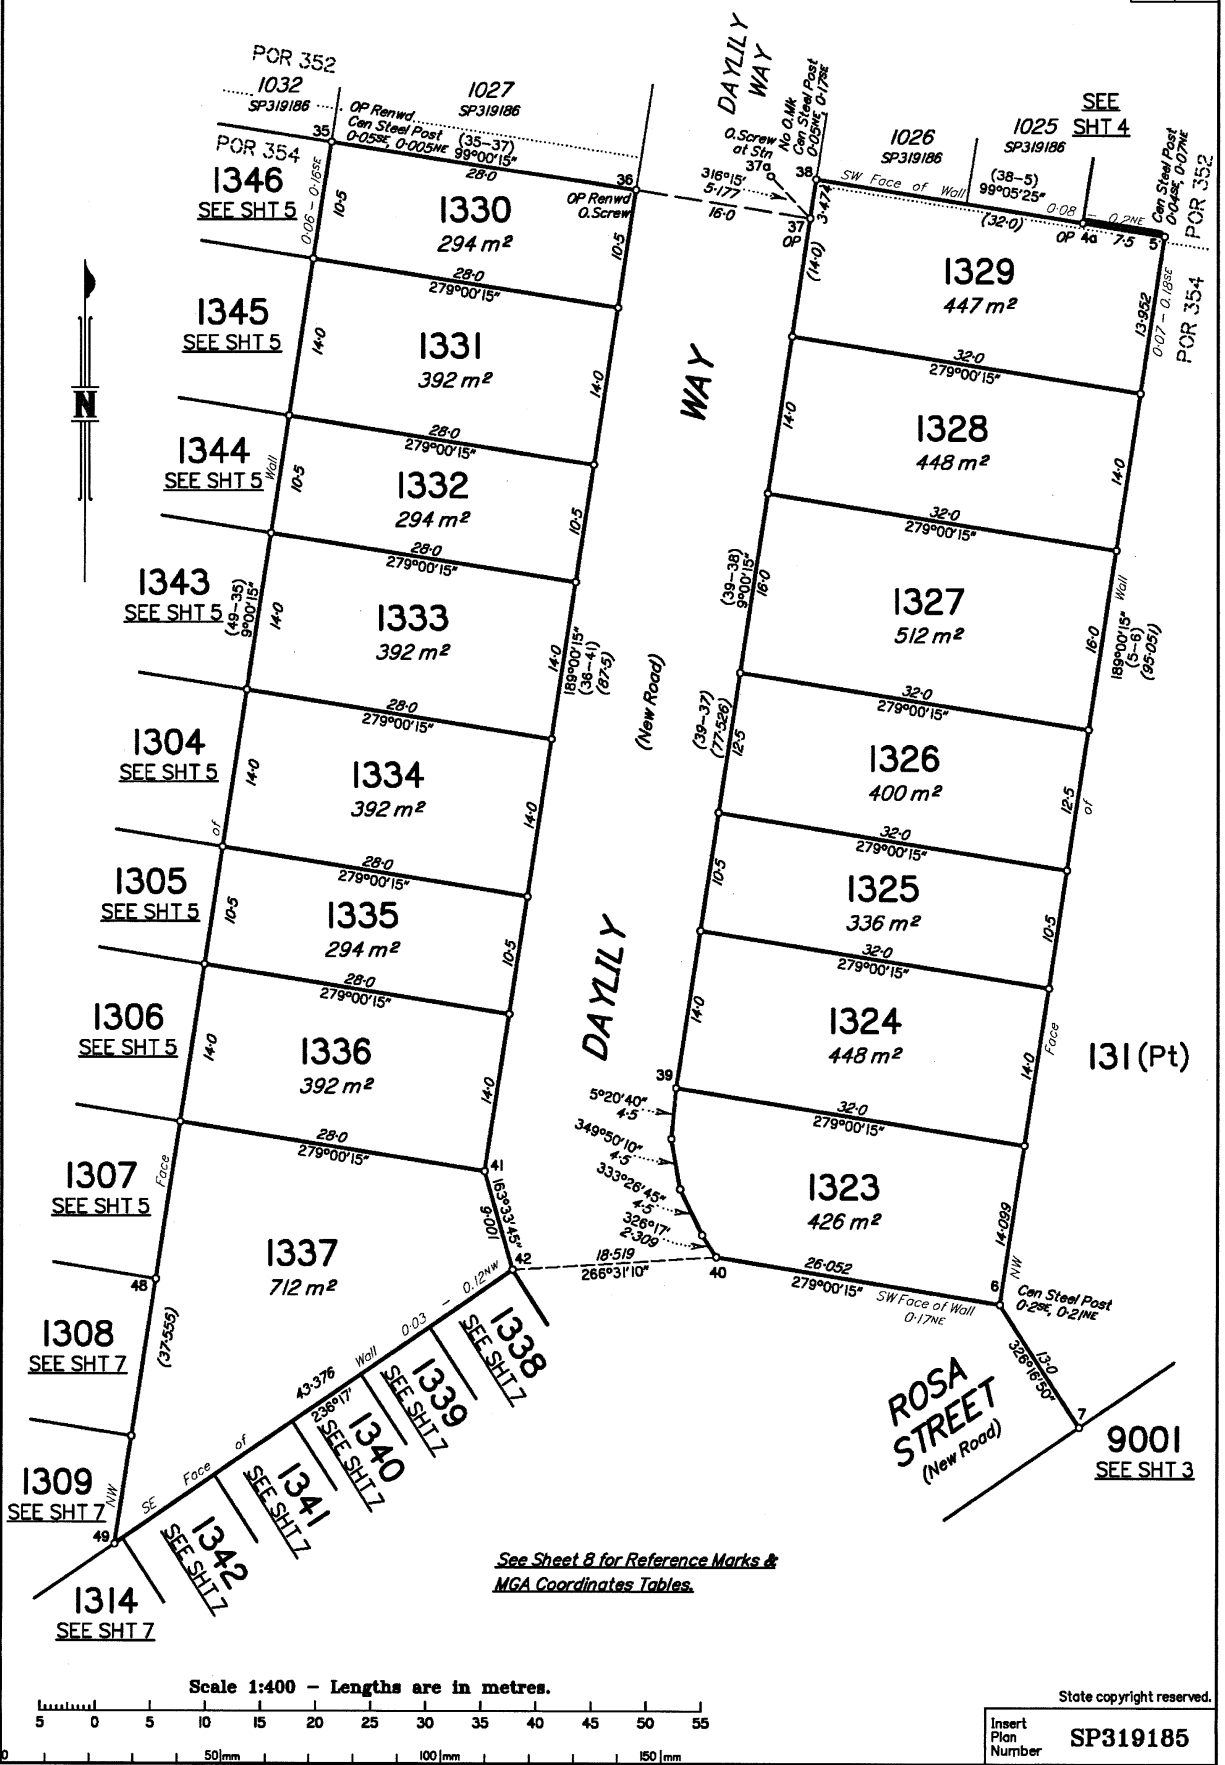 POR 352
1032
SP319186
1027
SP319186
DAYLILY
WAY
No O.Mk
Cen Steel Post
0·05NE, 0·17SE
SEE
SHT 4
1026
SP319186
1025
SP319186
Cen Steel Post
0·04SE, 0·07NE
POR 352
35
OP Renwd
Cen Steel Post
0·05SE, 0·005NE
(35-37)
99°00'15"
28·0
O.Screw
at Stn
37a
38
SW Face of Wall
(38-5)
99°05'25"
POR 354
1346
SEE SHT 5
0·06 - 0·16SE
10·5
1330
294 m²
36
OP Renwd
O.Screw
10·5
316°15'
5·177
16·0
3·474
37
OP
(14·0)
(32·0)
0·08 - 0·2NE
OP 4a
7·5
5
1329
447 m²
13·952
0·07 - 0·18SE
POR 354
28·0
279°00'15"
1345
SEE SHT 5
14·0
1331
392 m²
14·0
WAY
32·0
279°00'15"
N
28·0
279°00'15"
1344
SEE SHT 5
Wall
10·5
1332
294 m²
10·5
14·0
1328
448 m²
14·0
28·0
279°00'15"
32·0
279°00'15"
1343
SEE SHT 5
(49-35)
9°00'15"
14·0
1333
392 m²
14·0
189°00'15"
(36-41)
(87·5)
(39-38)
9°00'15"
16·0
1327
512 m²
16·0
Wall
189°00'15"
(5-6)
(95·051)
28·0
279°00'15"
(New Road)
32·0
279°00'15"
1304
SEE SHT 5
14·0
1334
392 m²
14·0
(39-37)
(77·526)
12·5
1326
400 m²
12·5
of
of
28·0
279°00'15"
32·0
279°00'15"
1305
SEE SHT 5
10·5
1335
294 m²
10·5
10·5
1325
336 m²
10·5
28·0
279°00'15"
DAYLILY
32·0
279°00'15"
1306
SEE SHT 5
14·0
1336
392 m²
14·0
14·0
1324
448 m²
14·0
Face
131 (Pt)
39
28·0
279°00'15"
5°20'40"
4·5
32·0
279°00'15"
1307
SEE SHT 5
Face
41
163°33'45"
9·001
349°50'10"
4·5
333°26'45"
4·5
326°17'
2·309
1323
426 m²
14·099
1337
712 m²
42
18·519
266°31'10"
40
26·052
279°00'15"
SW Face of Wall
0·17NE
6
NW
Cen Steel Post
0·2SE, 0·21NE
48
(37·555)
1308
SEE SHT 7
0·03 - 0·12NW
Wall
43·376
236°17'
of
Face
SE
1338
SEE SHT 7
1339
SEE SHT 7
1340
SEE SHT 7
1341
SEE SHT 7
1342
SEE SHT 7
13·0
326°16'50"
ROSA
STREET
(New Road)
7
9001
SEE SHT 3
1309
SEE SHT 7
NW
49
1314
SEE SHT 7
See Sheet 8 for Reference Marks &
MGA Coordinates Tables.
Scale 1:400 – Lengths are in metres.
5 0 5 10 15 20 25 30 35 40 45 50 55
0 50 mm 100 mm 150 mm
State copyright reserved.
Insert
Plan
Number
SP319185